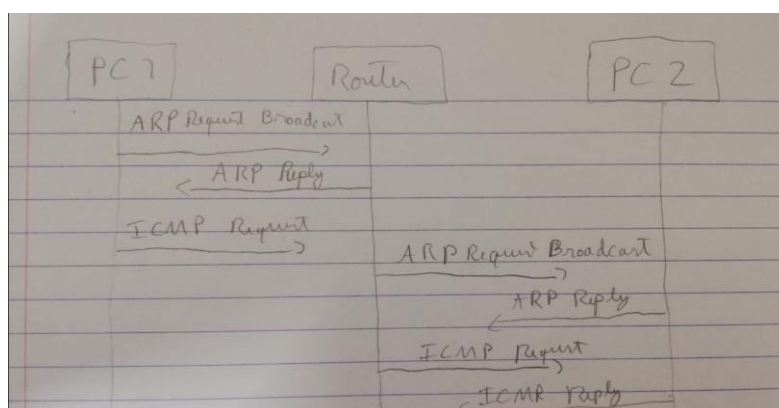 PC 1
Router
PC 2
ARP Request Broadcast
ARP Reply
ICMP Request
ARP Request Broadcast
ARP Reply
ICMP Request
ICMP Reply